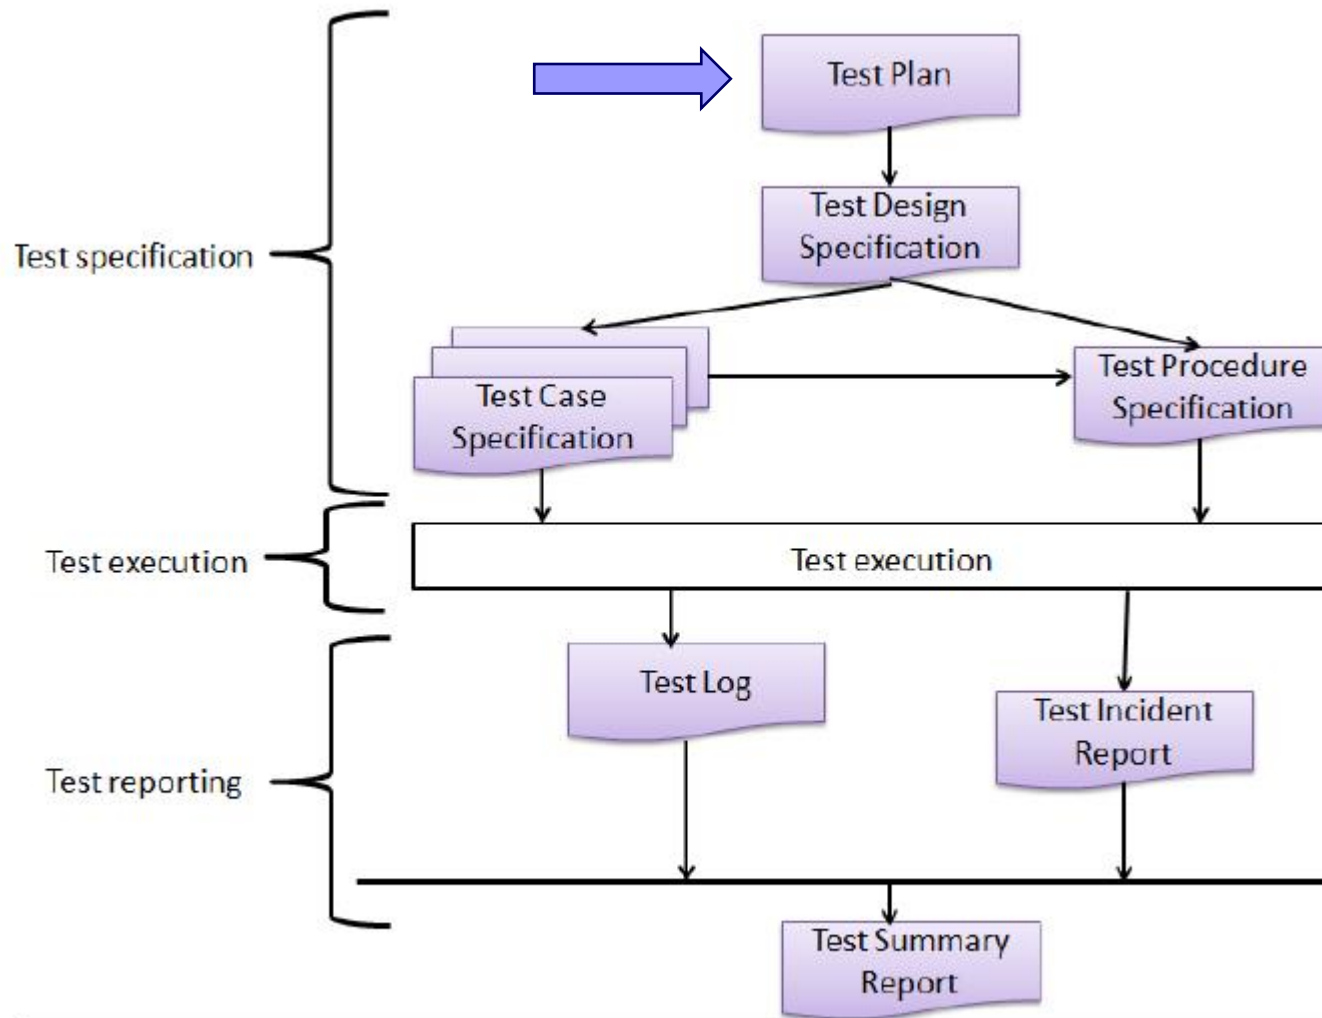 Test Plan
Test Design
Specification
Test specification
Test Case
Specification
Test Procedure
Specification
Test execution
Test execution
Test Log
Test Incident
Report
Test reporting
Test Summary
Report